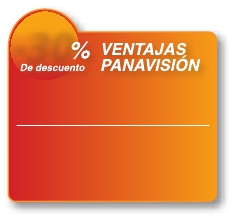 %
De descuento
VENTAJAS
PANAVISIÓN